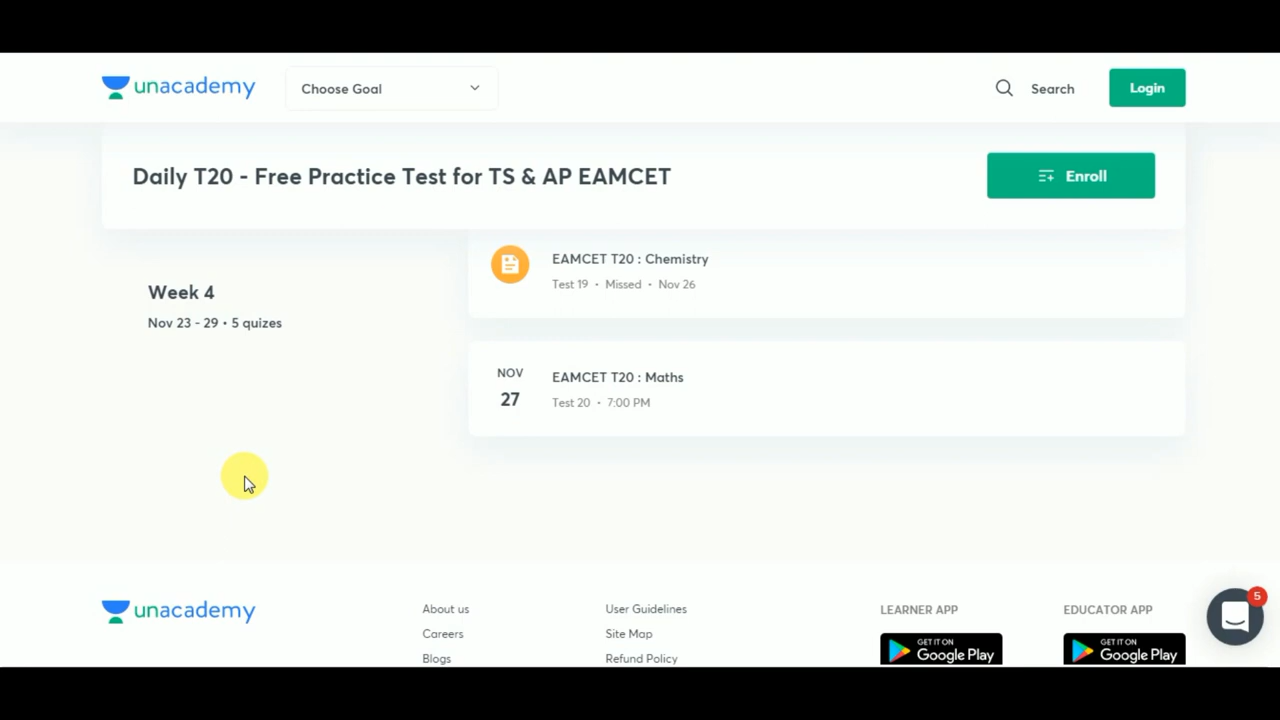 unacademy
Choose Goal
Search
Login
Daily T20 - Free Practice Test for TS & AP EAMCET
Enroll
EAMCET T20 : Chemistry
Test 19 • Missed • Nov 26
Week 4
Nov 23 - 29 • 5 quizes
NOV
27
EAMCET T20 : Maths
Test 20 • 7:00 PM
unacademy
About us
Careers
Blogs
User Guidelines
Site Map
Refund Policy
LEARNER APP
GET IT ON
Google Play
EDUCATOR APP
GET IT ON
Google Play
5